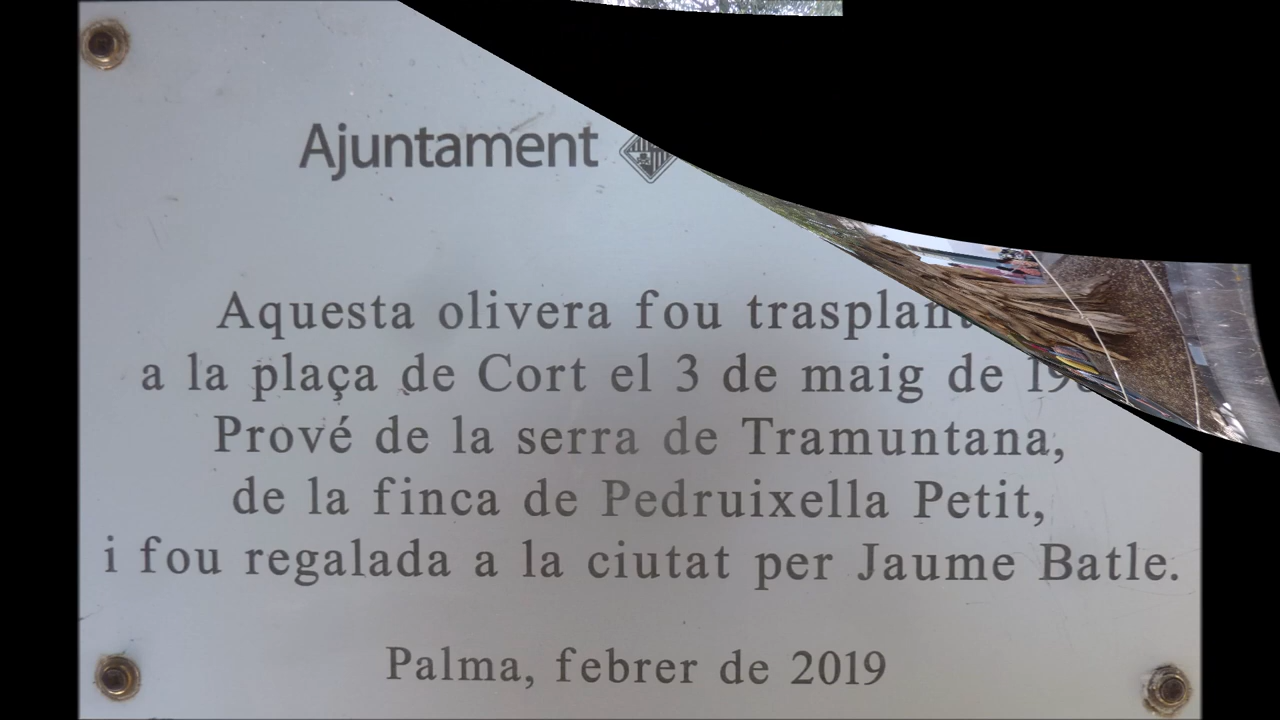 Ajuntament
Aquesta olivera fou
a la plaça de Cort el 3 de maig de
Prové de la serra de Tramuntana,
de la finca de Pedruixella Petit,
i fou regalada a la ciutat per Jaume Batle.
Palma, febrer de 2019